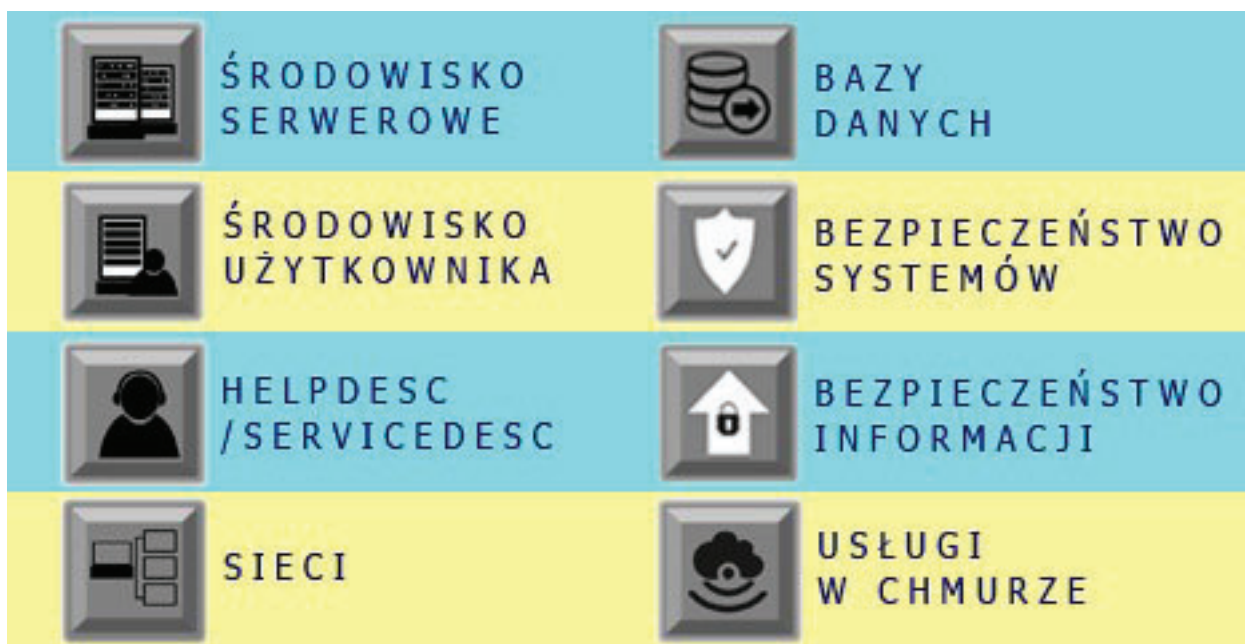 ŚRODOWISKO
SERWEROWE
BAZY
DANYCH
ŚRODOWISKO
UŻYTKOWNIKA
BEZPIECZEŃSTWO
SYSTEMÓW
HELPDESC
/SERVICEDESC
BEZPIECZEŃSTWO
INFORMACJI
SIECI
USŁUGI
W CHMURZE